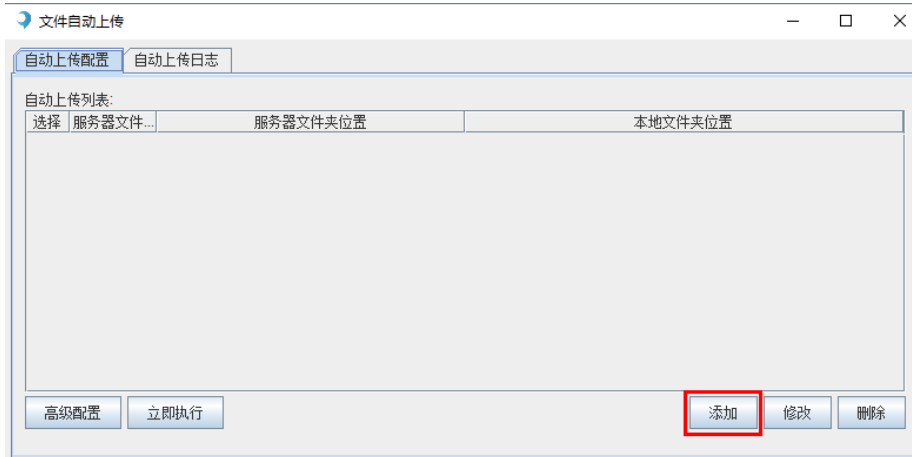 文件自动上传
自动上传配置 自动上传日志
自动上传列表:
选择 服务器文件... 服务器文件夹位置 本地文件夹位置
高级配置 立即执行 添加 修改 删除